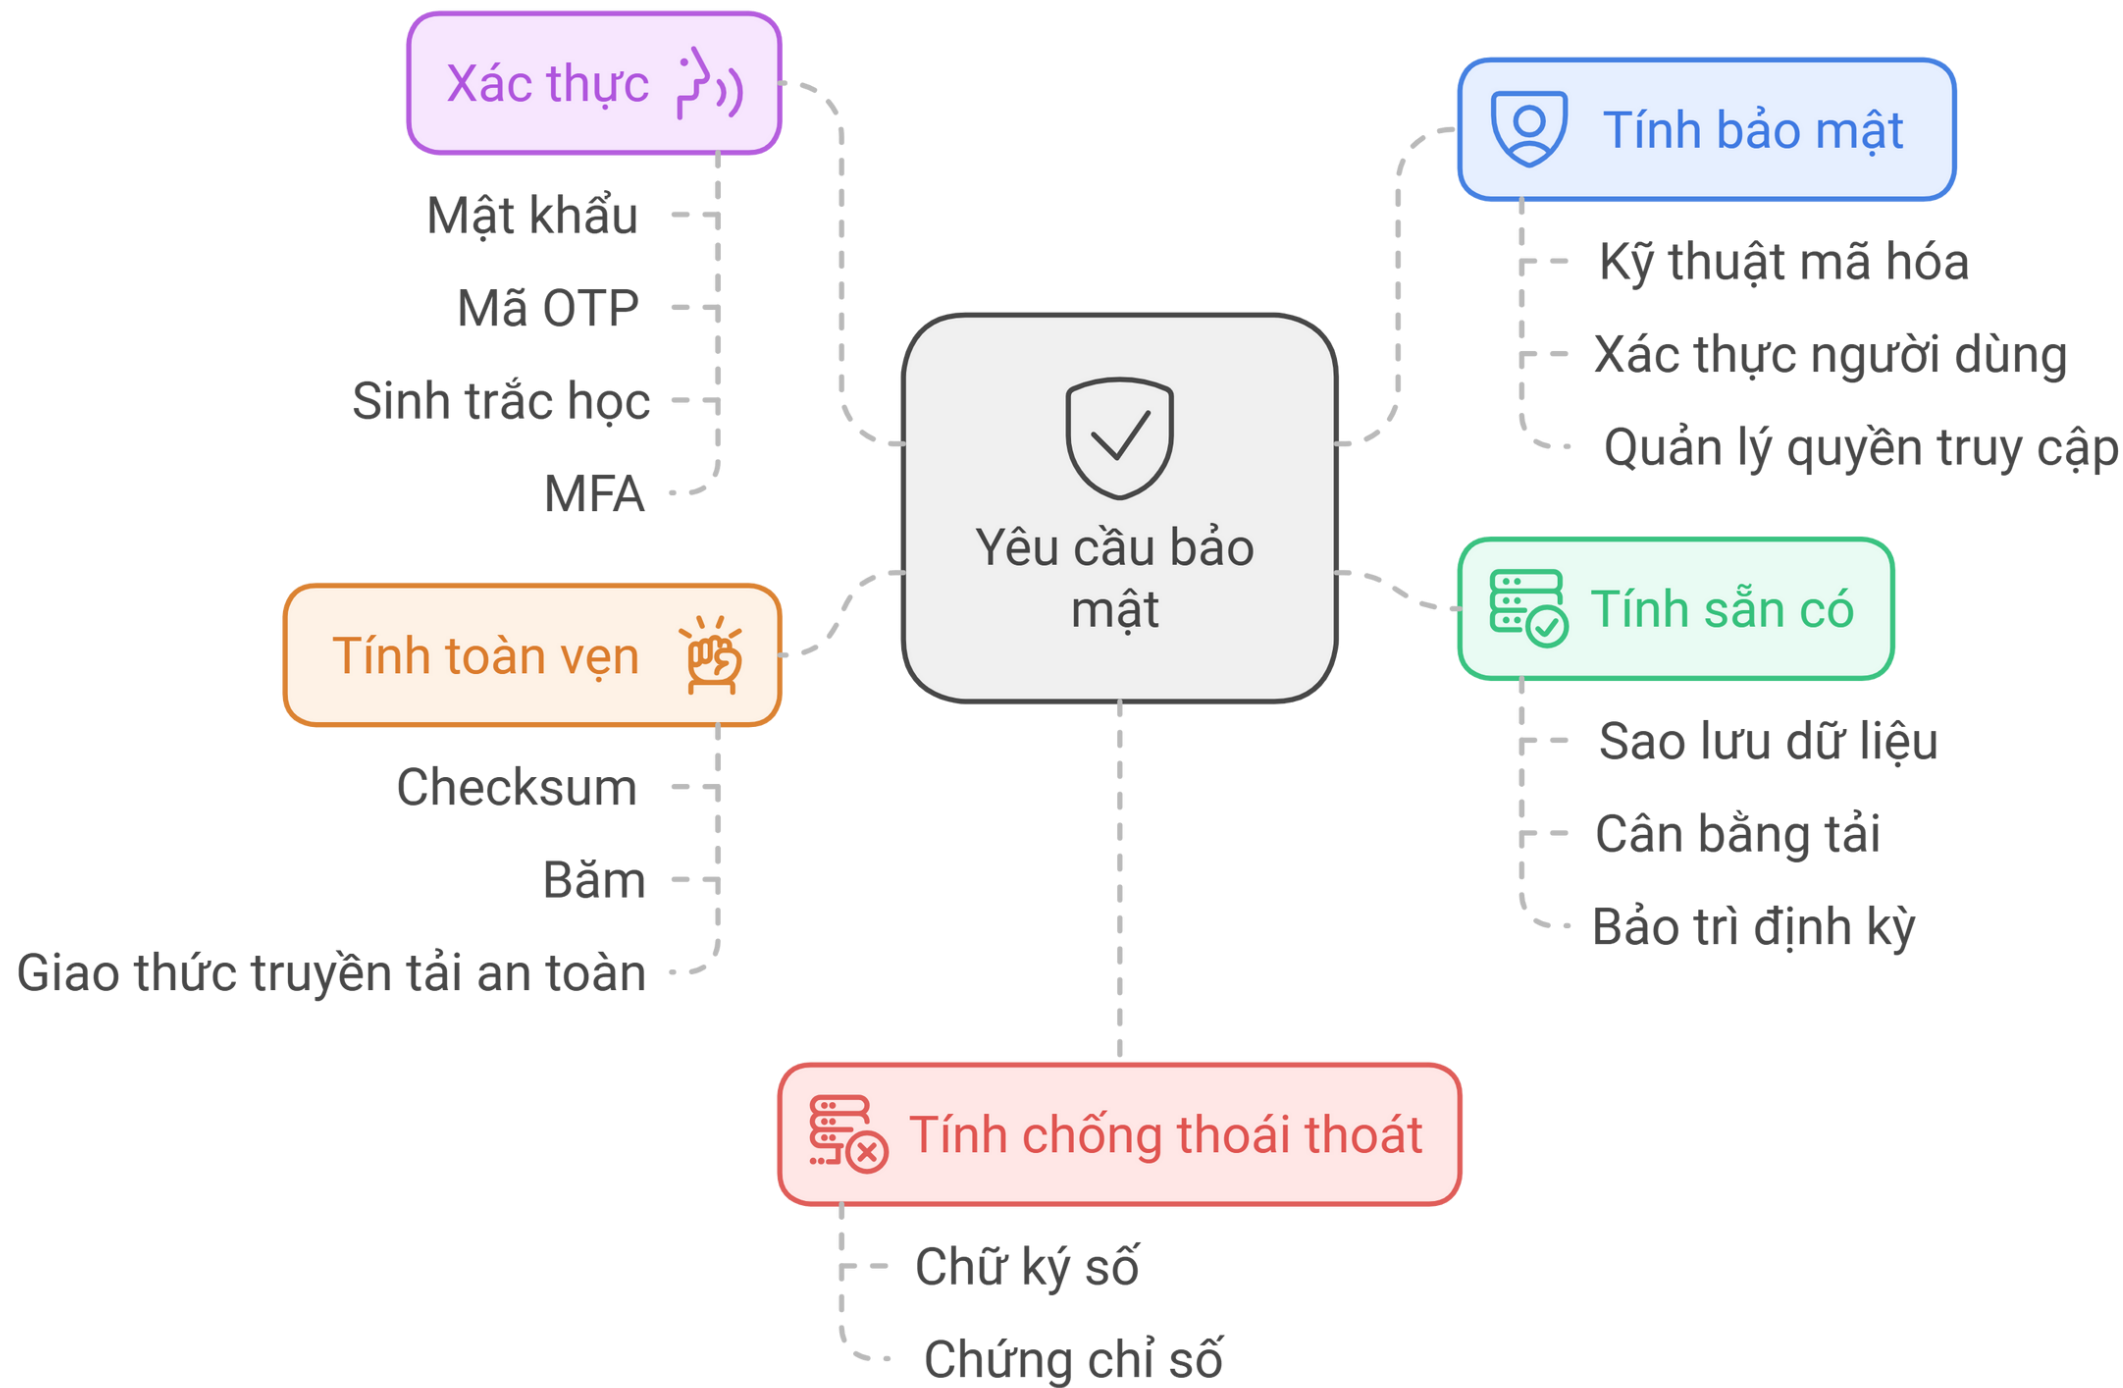 Xác thực
Mật khẩu
Mã OTP
Sinh trắc học
MFA
Tính toàn vẹn
Checksum
Băm
Giao thức truyền tải an toàn
Yêu cầu bảo
mật
Tính bảo mật
Kỹ thuật mã hóa
Xác thực người dùng
Quản lý quyền truy cập
Tính sẵn có
Sao lưu dữ liệu
Cân bằng tải
Bảo trì định kỳ
Tính chống thoái thoát
Chữ ký số
Chứng chỉ số